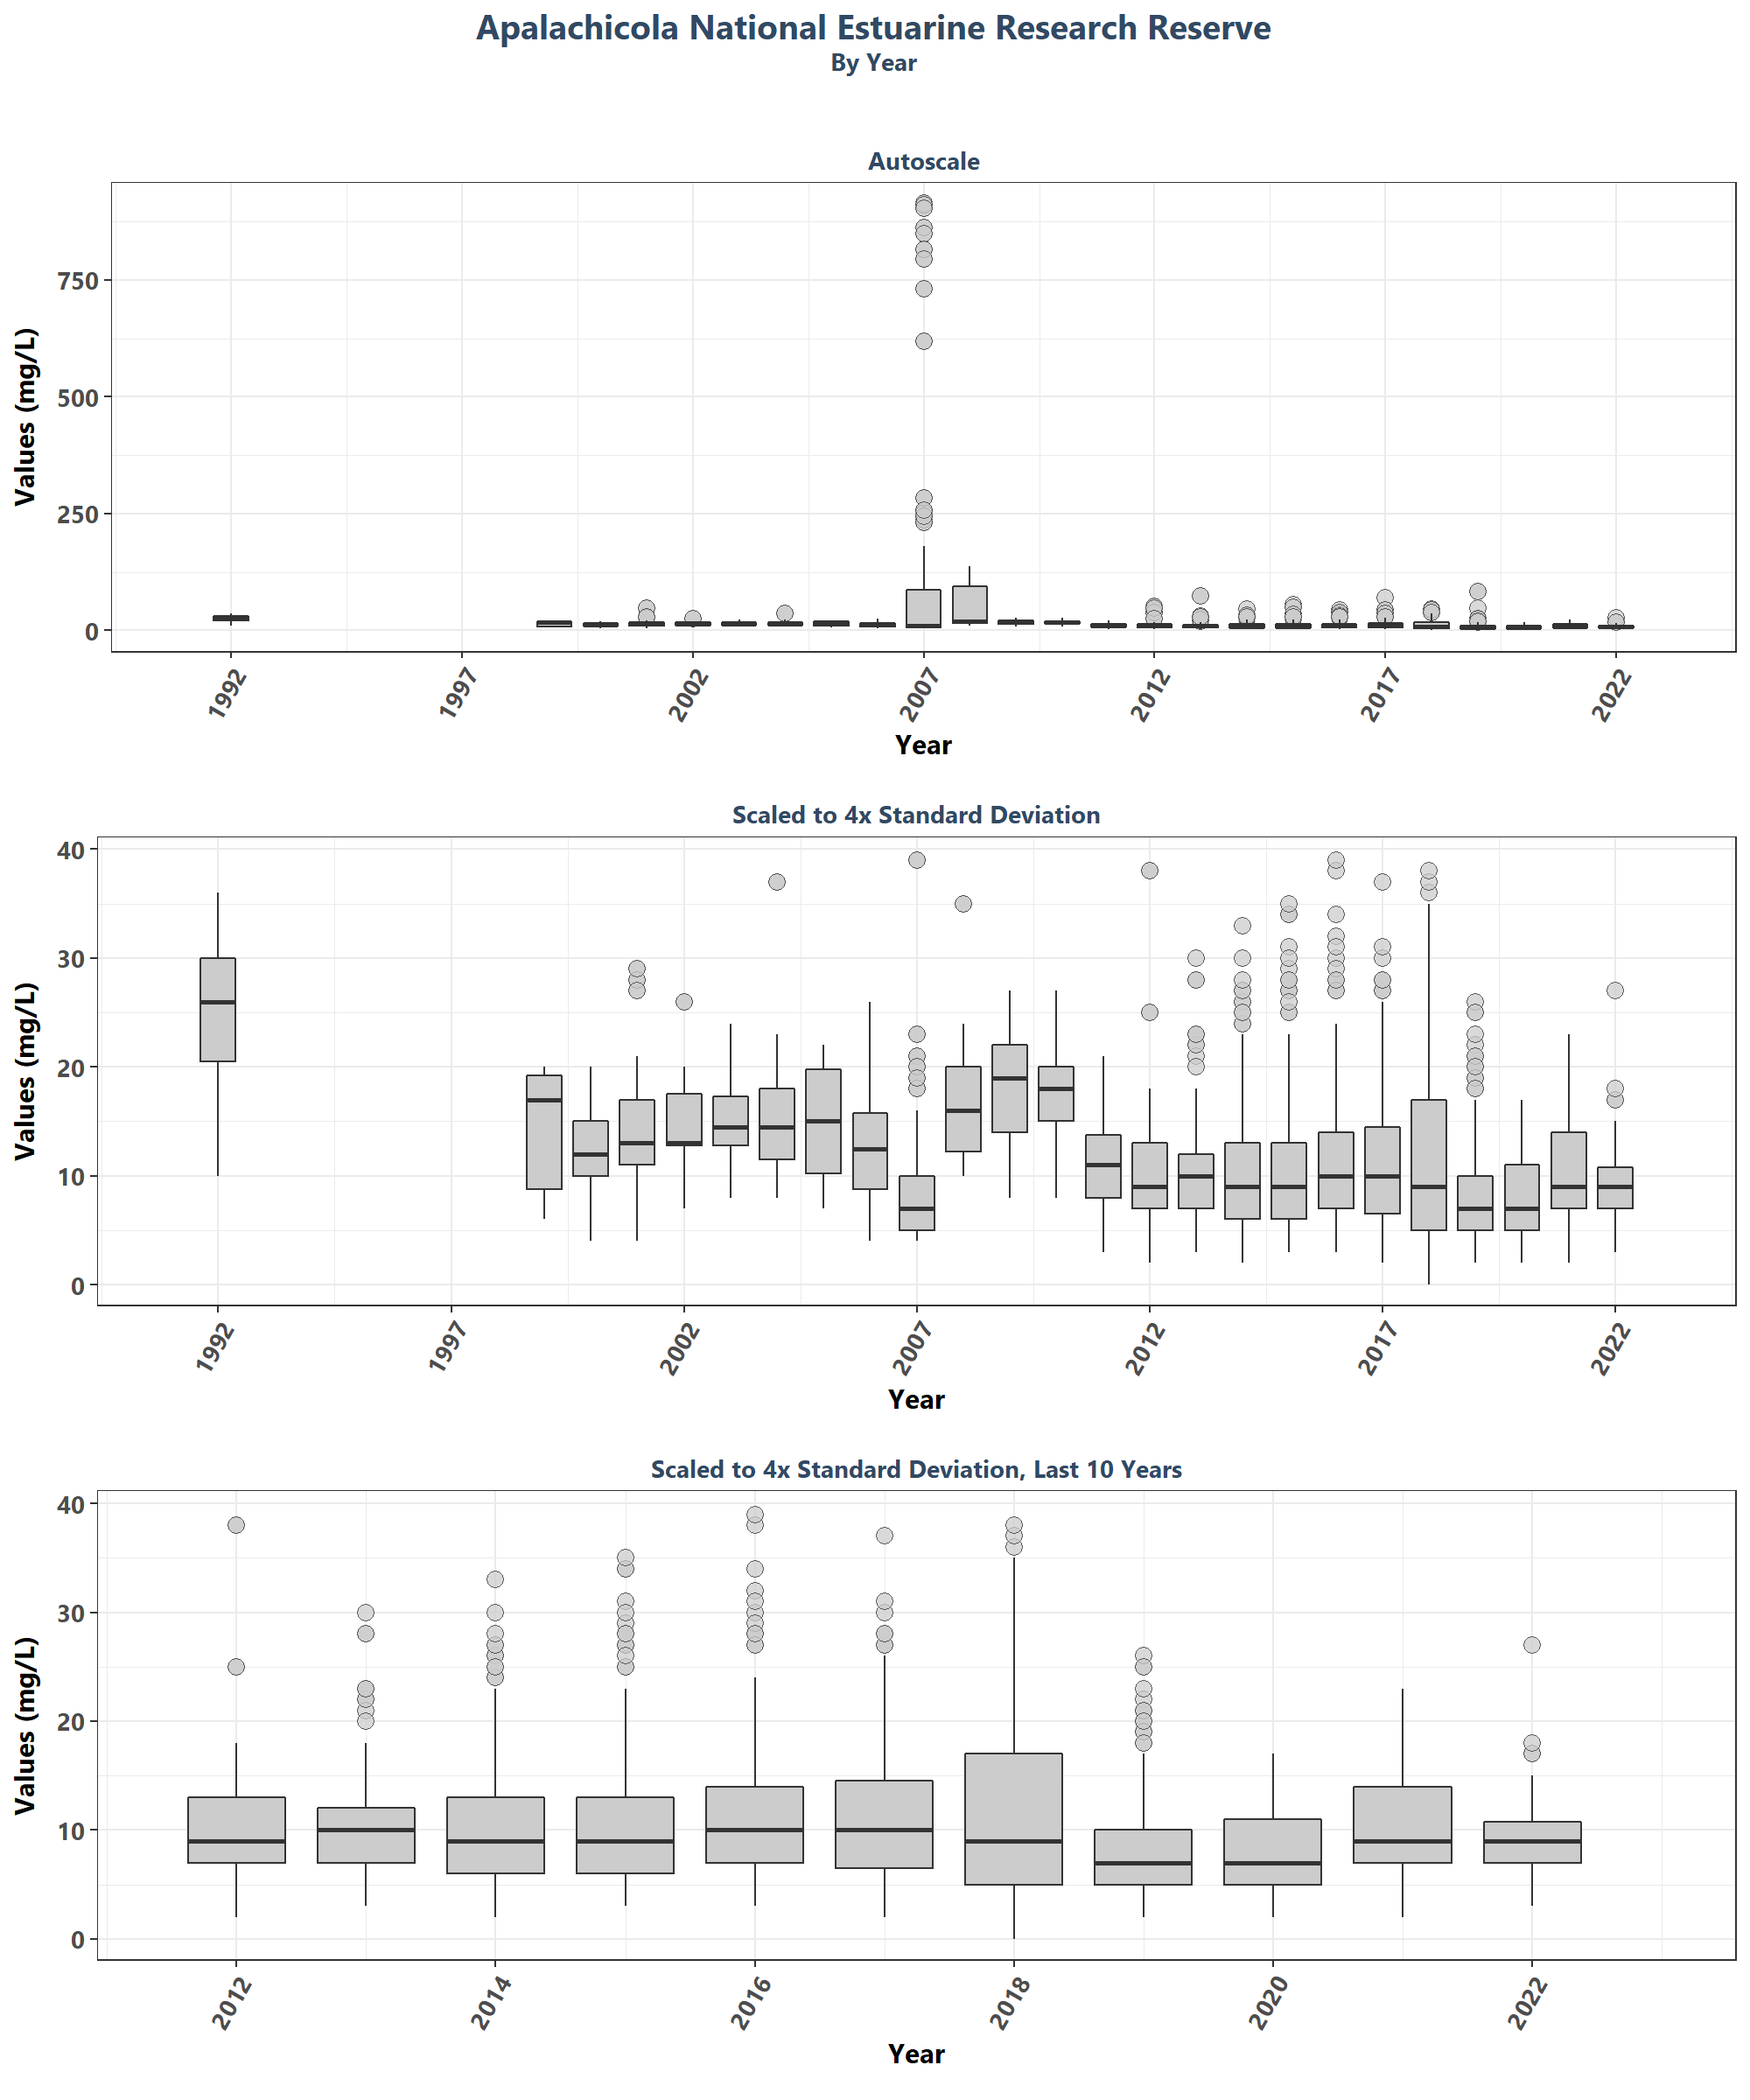 Apalachicola National Estuarine Research Reserve
By Year
Autoscale
Values (mg/L)
750
500
250
0
1992 1997 2002 2007 2012 2017 2022
Year
Scaled to 4x Standard Deviation
Values (mg/L)
40
30
20
10
0
1992 1997 2002 2007 2012 2017 2022
Year
Scaled to 4x Standard Deviation, Last 10 Years
Values (mg/L)
40
30
20
10
0
2012 2014 2016 2018 2020 2022
Year